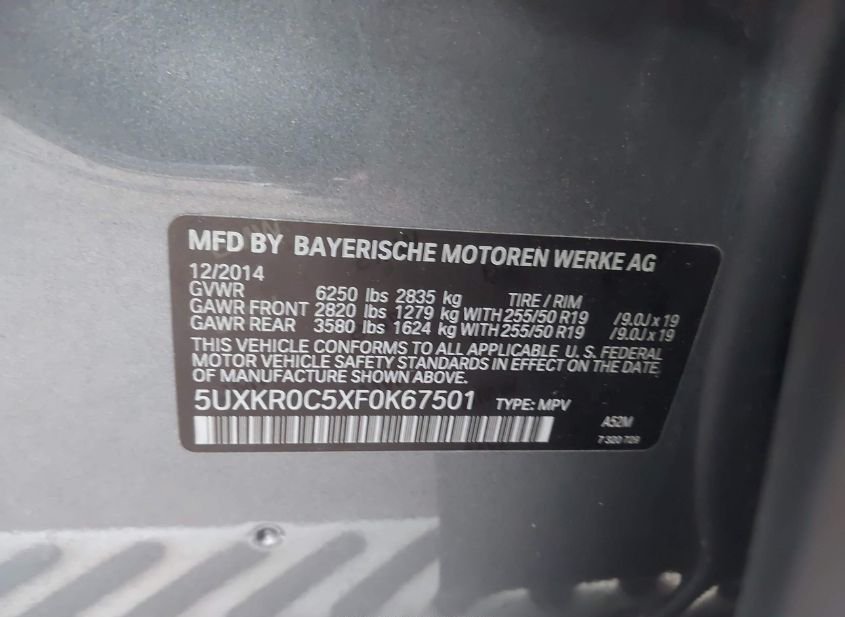 MFD BY BAYERISCHE MOTOREN WERKE AG
12/2014
GVWR 6250 lbs 2835 kg TIRE / RIM
GAWR FRONT 2820 lbs 1279 kg WITH 255/50 R19 /9.0J x 19
GAWR REAR 3580 lbs 1624 kg WITH 255/50 R19 /9.0J x 19
THIS VEHICLE CONFORMS TO ALL APPLICABLE U. S. FEDERAL
MOTOR VEHICLE SAFETY STANDARDS IN EFFECT ON THE DATE
OF MANUFACTURE SHOWN ABOVE.
5UXKR0C5XF0K67501 TYPE: MPV
A52M